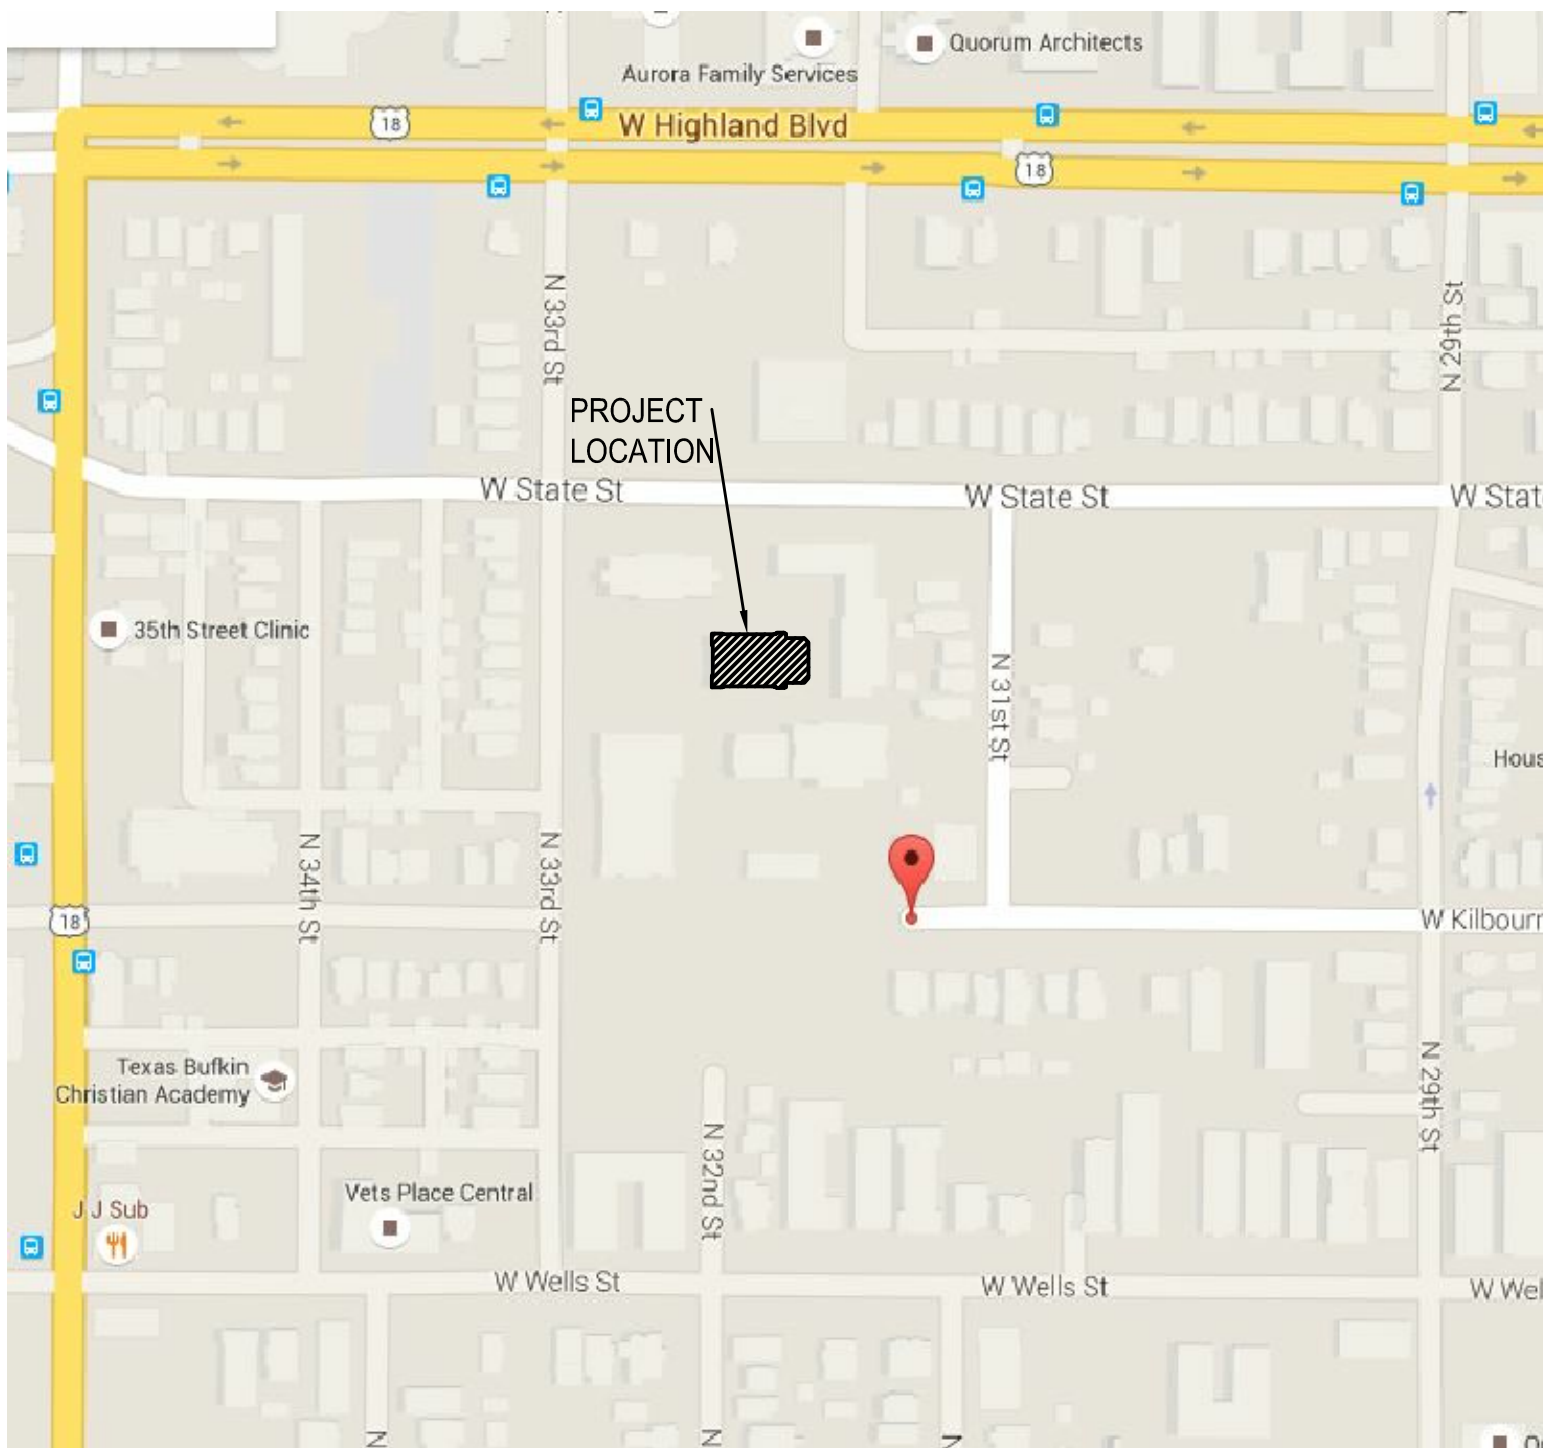 Quorum Architects
Aurora Family Services
18
W Highland Blvd
18
N 33rd St
N 29th St
PROJECT
LOCATION
W State St
W State St
W Stat
35th Street Clinic
N 31st St
Hous
N 34th St
N 33rd St
18
W Kilbourn
Texas Bufkin
Christian Academy
N 32nd St
N 29th St
Vets Place Central
J J Sub
W Wells St
W Wells St
W Wel
N
N
N